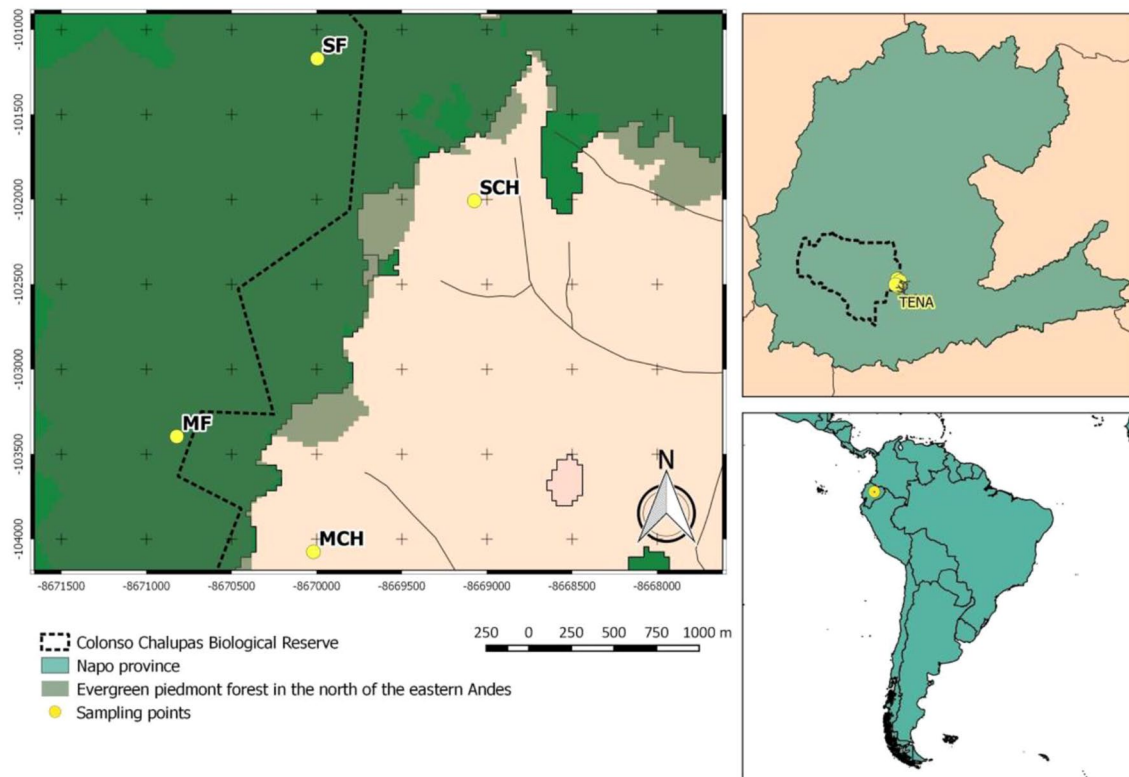 -101000
-101500
-102000
-102500
-103000
-103500
-104000
SF
SCH
MF
MCH
N
-8671500
-8671000
-8670500
-8670000
-8669500
-8669000
-8668500
-8668000
TENA
Colonso Chalupas Biological Reserve
Napo province
Evergreen piedmont forest in the north of the eastern Andes
Sampling points
250 0 250 500 750 1000 m